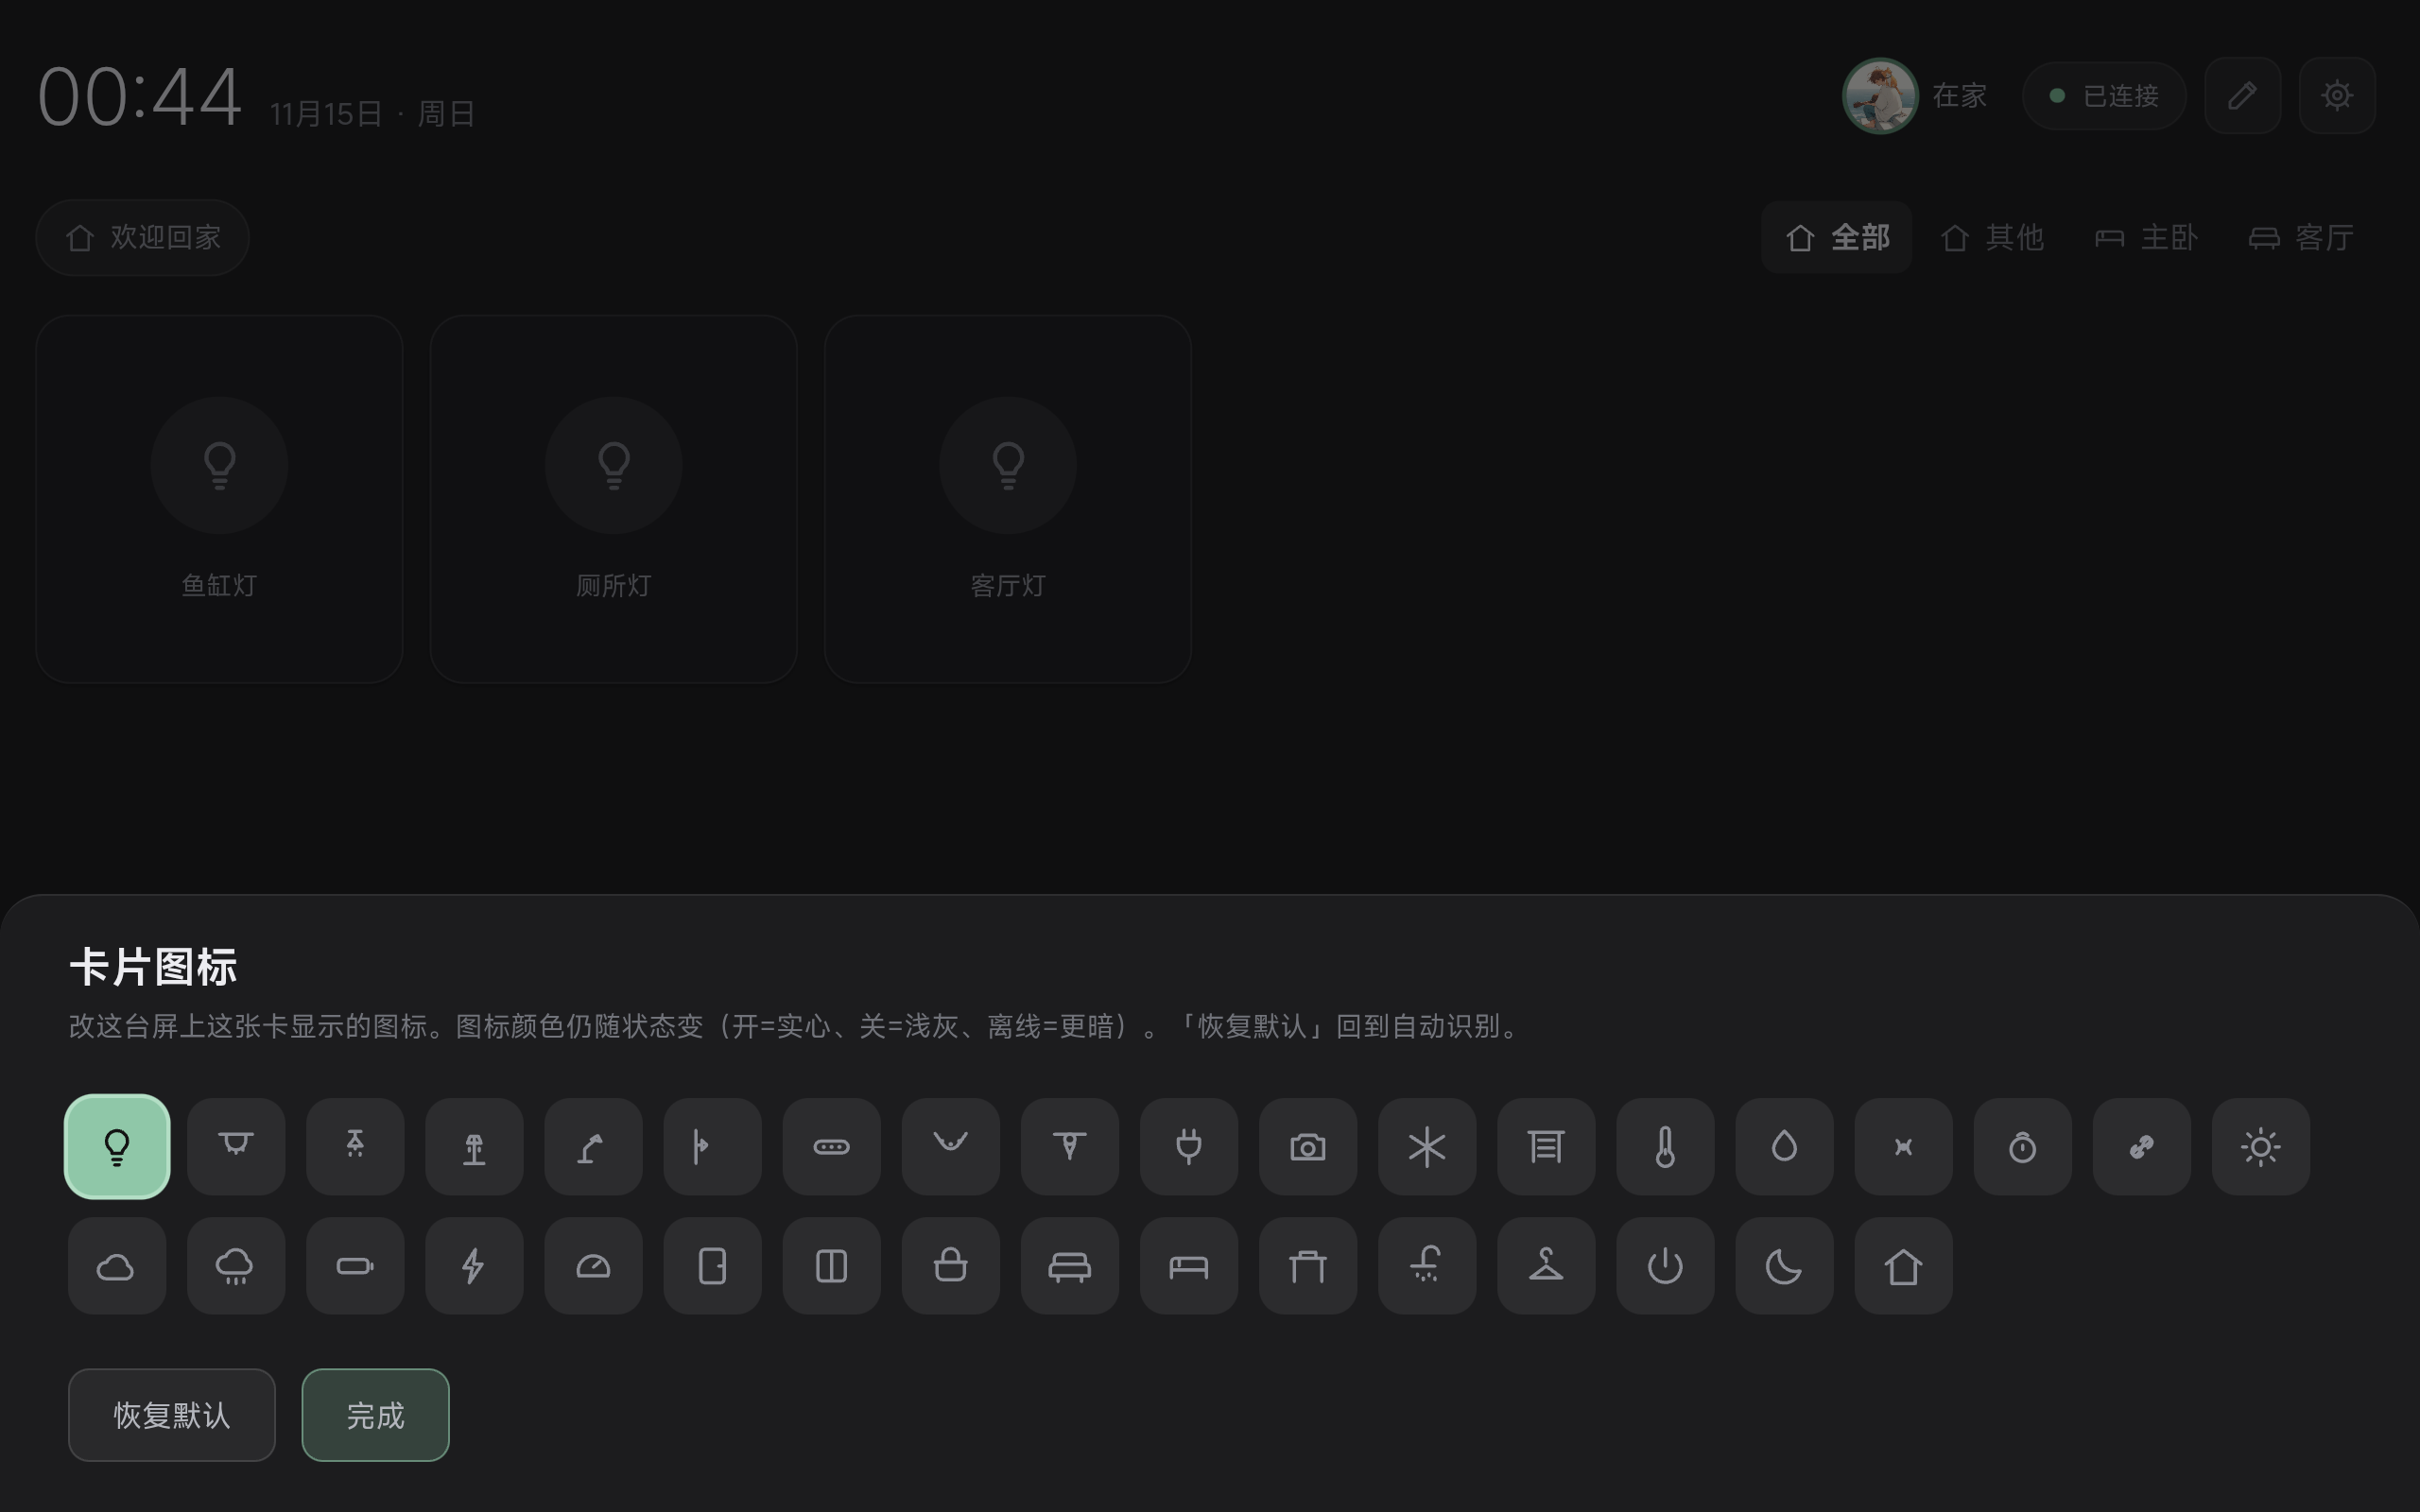 00:44
11月15日 · 周日
在家
已连接
欢迎回家
全部
其他
主卧
客厅
鱼缸灯
厕所灯
客厅灯
卡片图标
改这台屏上这张卡显示的图标。图标颜色仍随状态变（开=实心、关=浅灰、离线=更暗）。「恢复默认」回到自动识别。
恢复默认
完成